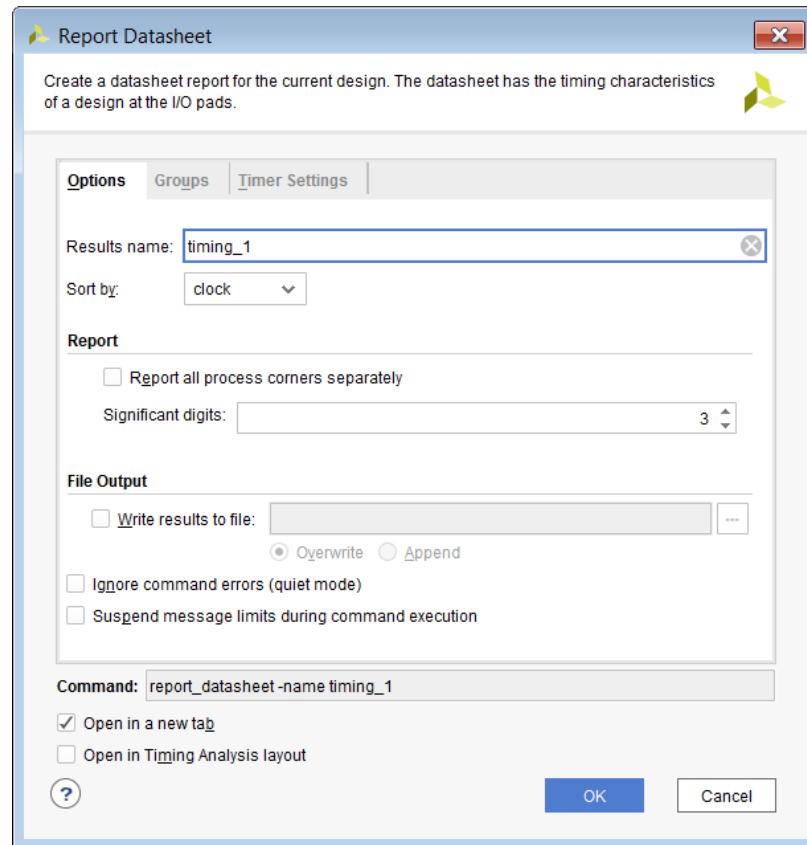 Report Datasheet
Create a datasheet report for the current design. The datasheet has the timing characteristics
of a design at the I/O pads.
Options Groups Timer Settings
Results name: timing_1
Sort by: clock
Report
Report all process corners separately
Significant digits: 3
File Output
Write results to file: ...
Overwrite Append
Ignore command errors (quiet mode)
Suspend message limits during command execution
Command: report_datasheet -name timing_1
Open in a new tab
Open in Timing Analysis layout
? OK Cancel